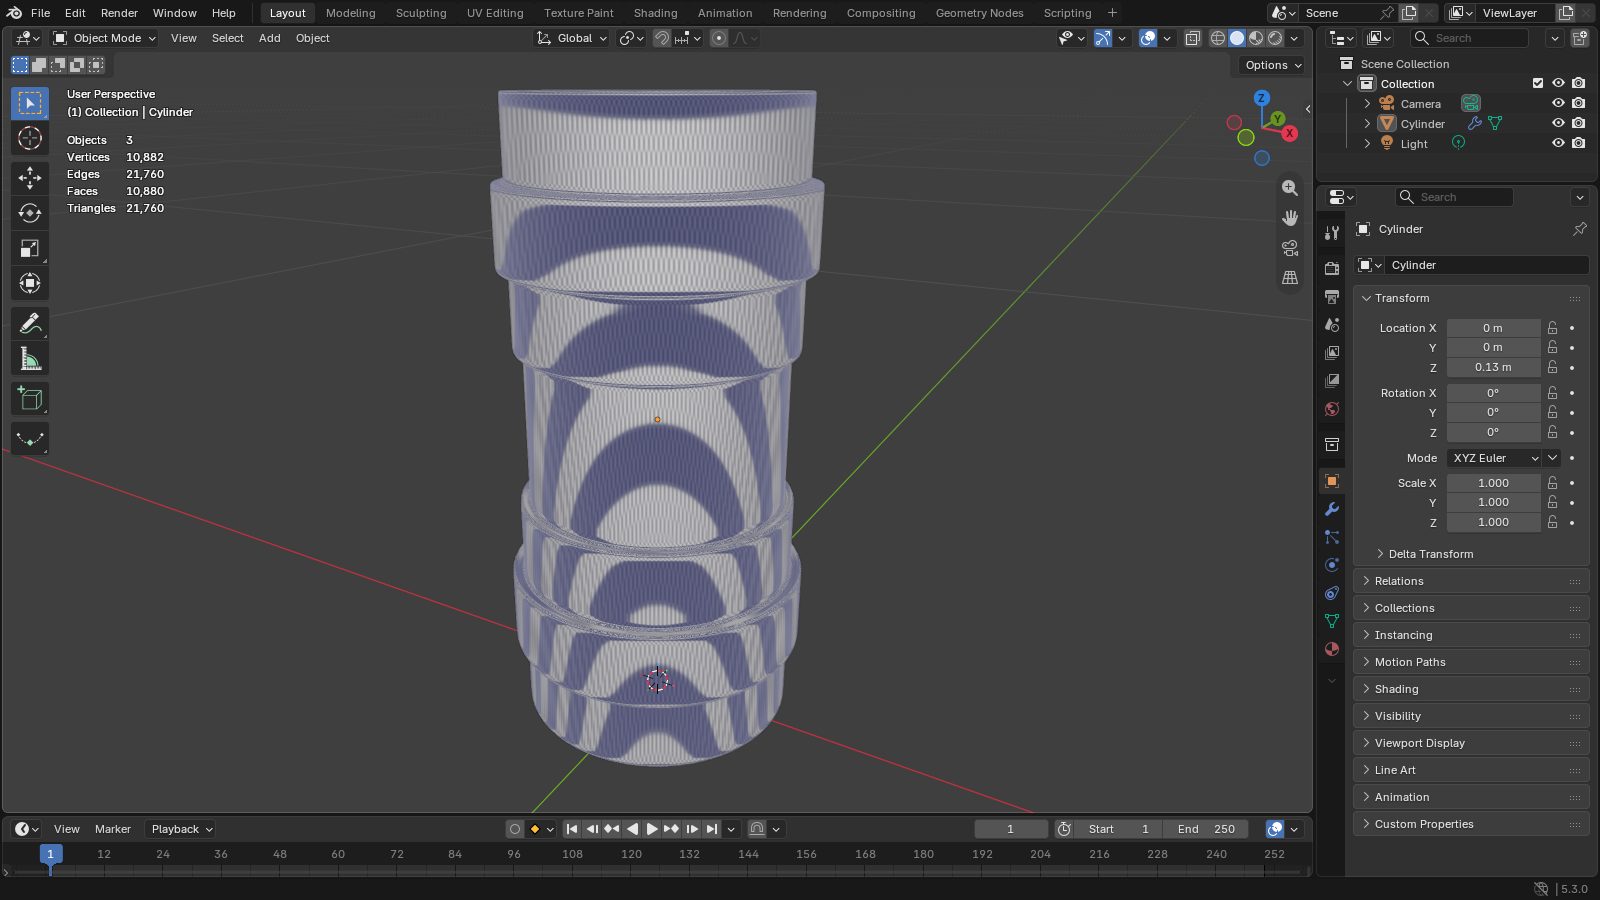 File Edit Render Window Help Layout Modeling Sculpting UV Editing Texture Paint Shading Animation Rendering Compositing Geometry Nodes Scripting + Scene ViewLayer
Object Mode View Select Add Object Global Search
Options
User Perspective
(1) Collection | Cylinder
Objects 3
Vertices 10,882
Edges 21,760
Faces 10,880
Triangles 21,760
Z
Y
X
Scene Collection
Collection
Camera
Cylinder
Light
Search
Cylinder
Cylinder
Transform
Location X 0 m
Y 0 m
Z 0.13 m
Rotation X 0°
Y 0°
Z 0°
Mode XYZ Euler
Scale X 1.000
Y 1.000
Z 1.000
Delta Transform
Relations
Collections
Instancing
Motion Paths
Shading
Visibility
Viewport Display
Line Art
Animation
Custom Properties
View Marker Playback 1 Start 1 End 250
1 12 24 36 48 60 72 84 96 108 120 132 144 156 168 180 192 204 216 228 240 252
5.3.0